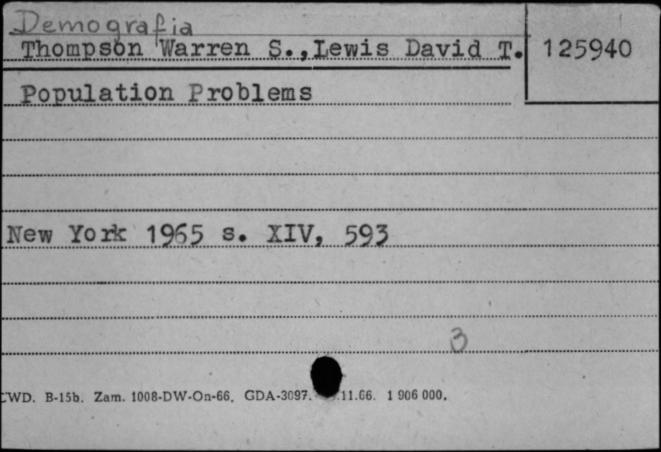 Demografia
Thompson Warren S., Lewis David T. 125940
Population Problems
New York 1965 s. XIV, 593
3
CWD. B-15b. Zam. 1008-DW-On-66. GDA-3097. .11.66. 1 906 000.